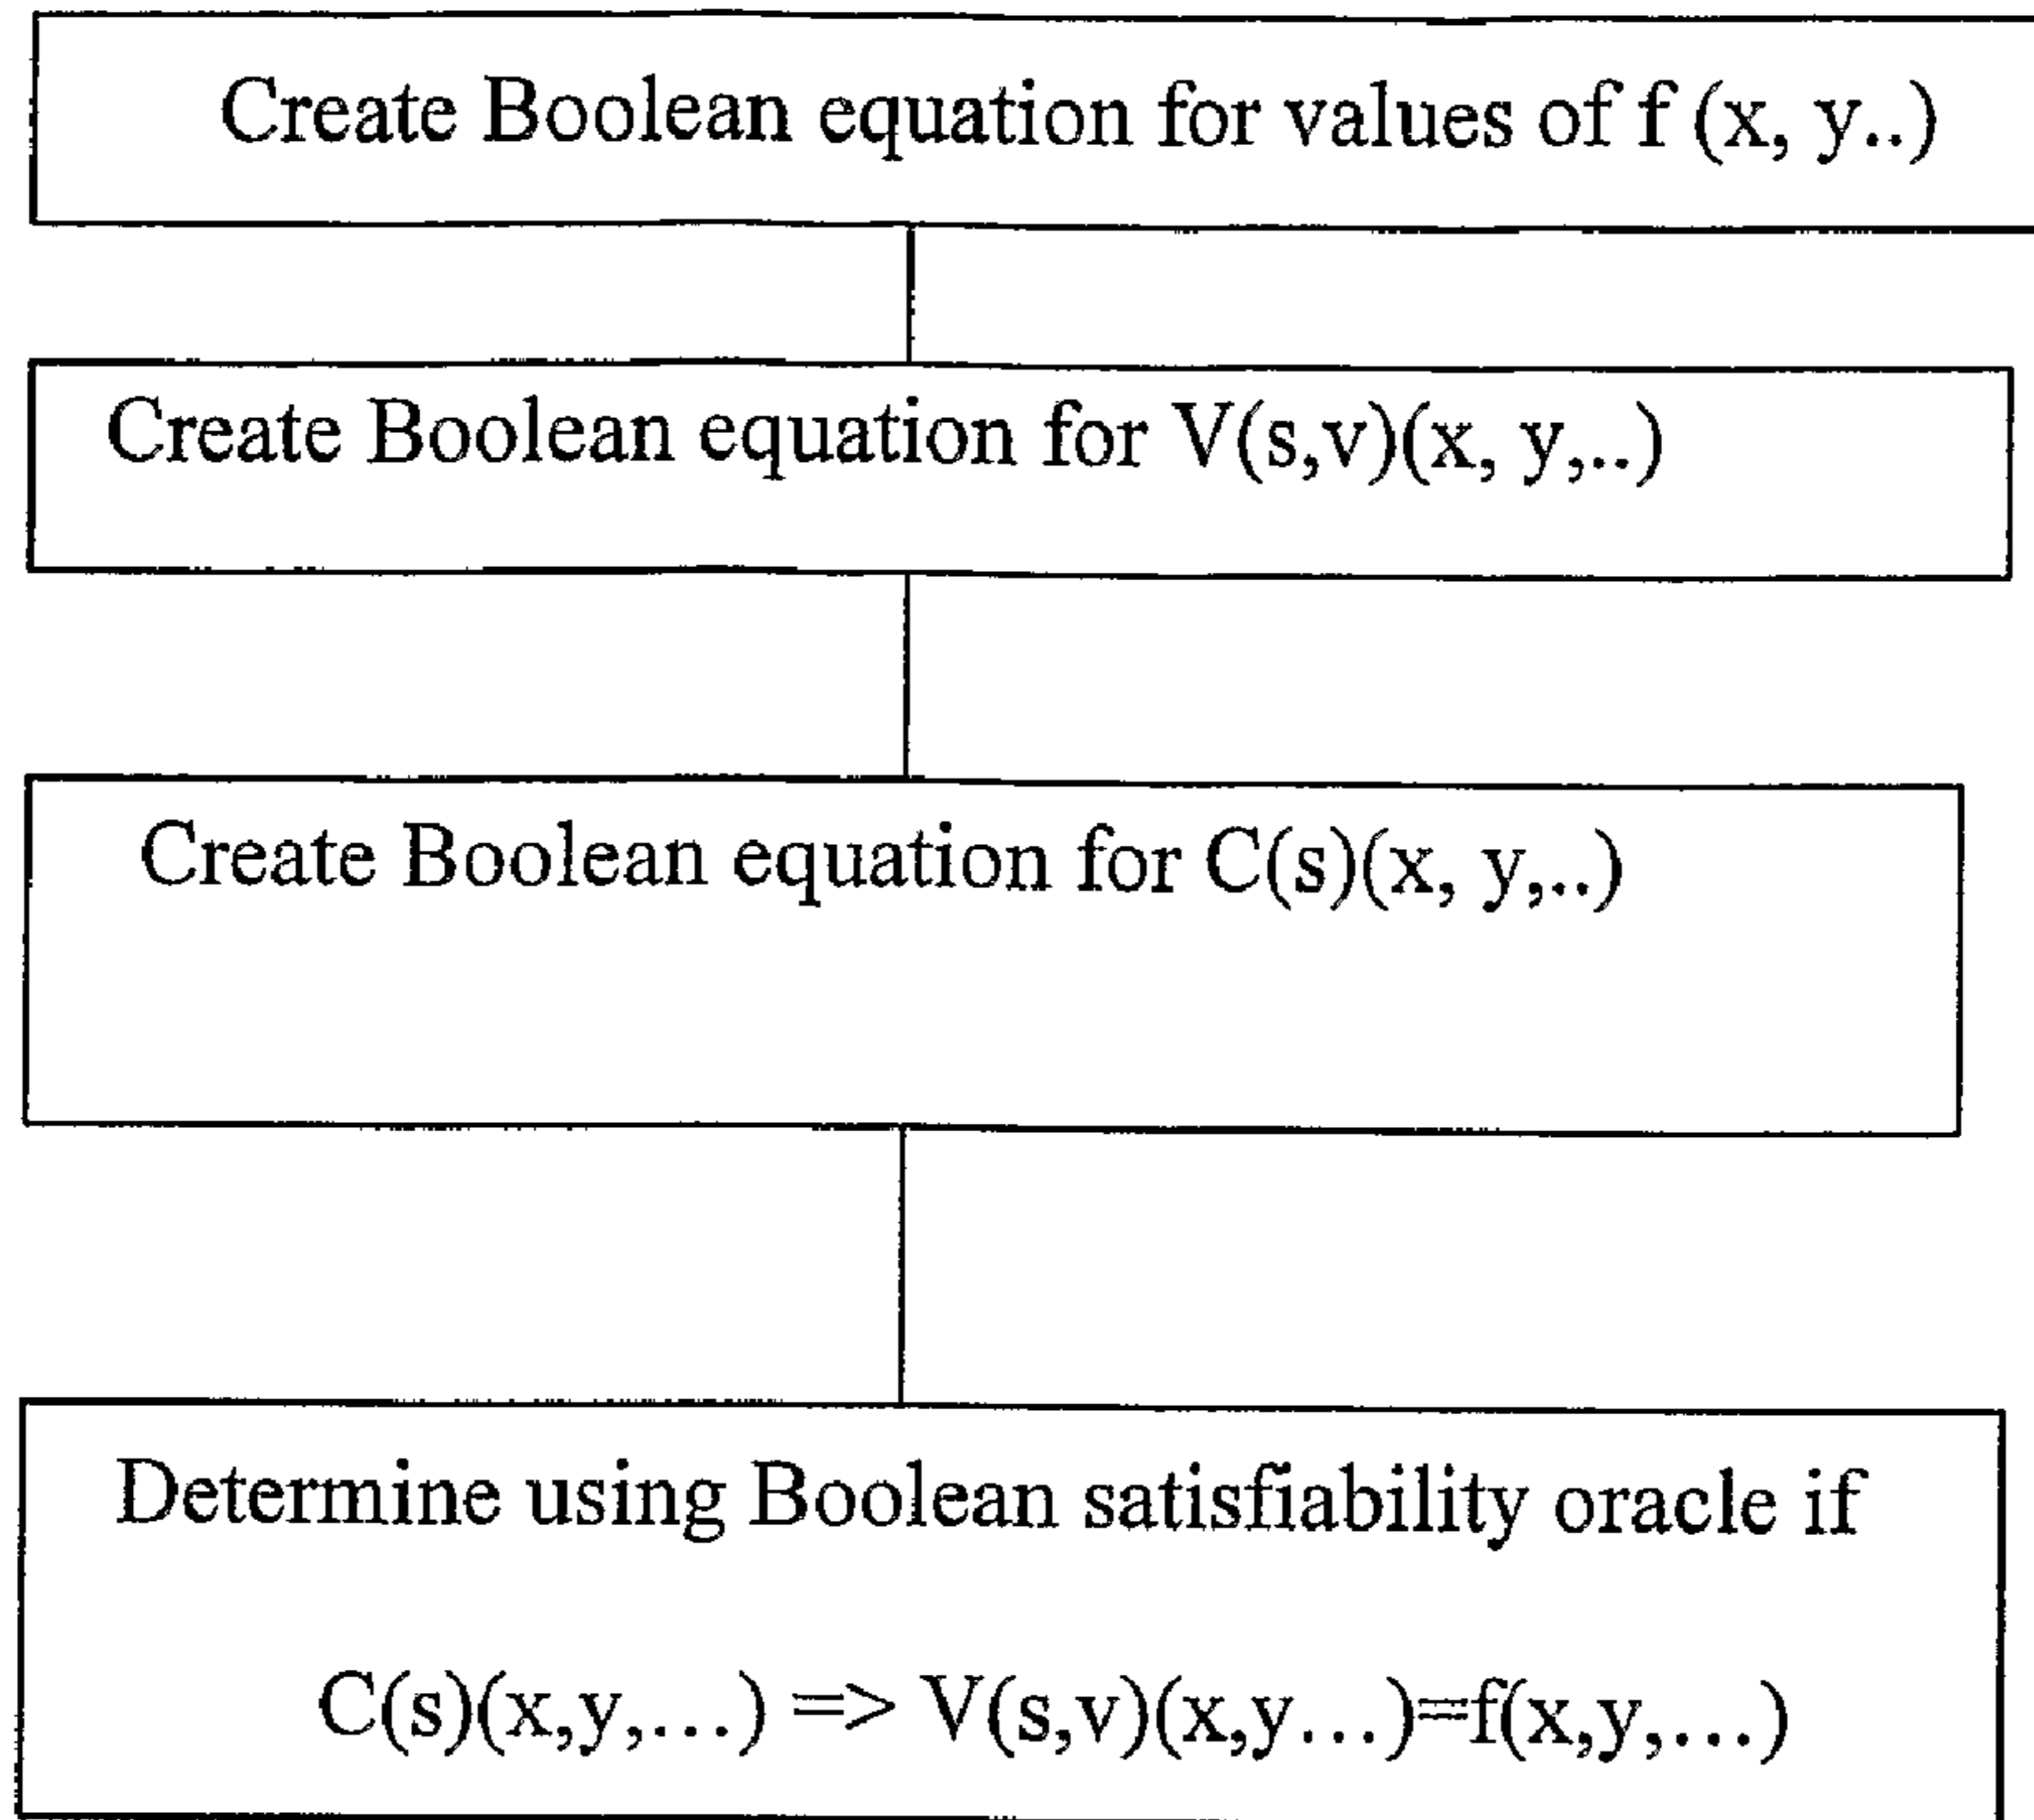 Create Boolean equation for values of f (x, y..)
Create Boolean equation for V(s,v)(x, y,..)
Create Boolean equation for C(s)(x, y,..)
Determine using Boolean satisfiability oracle if
C(s)(x,y,...) => V(s,v)(x,y...)=f(x,y,...)